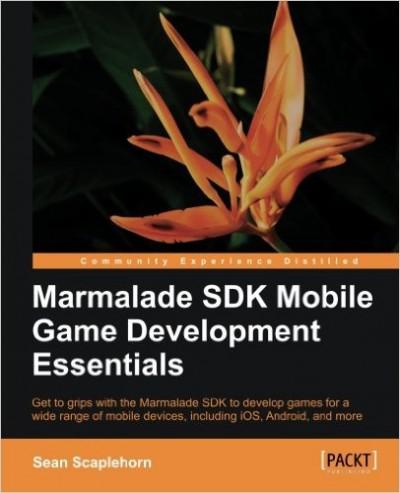 Community Experience Distilled
Marmalade SDK Mobile
Game Development
Essentials
Get to grips with the Marmalade SDK to develop games for a
wide range of mobile devices, including iOS, Android, and more
Sean Scaplehorn
[PACKT]
PUBLISHING